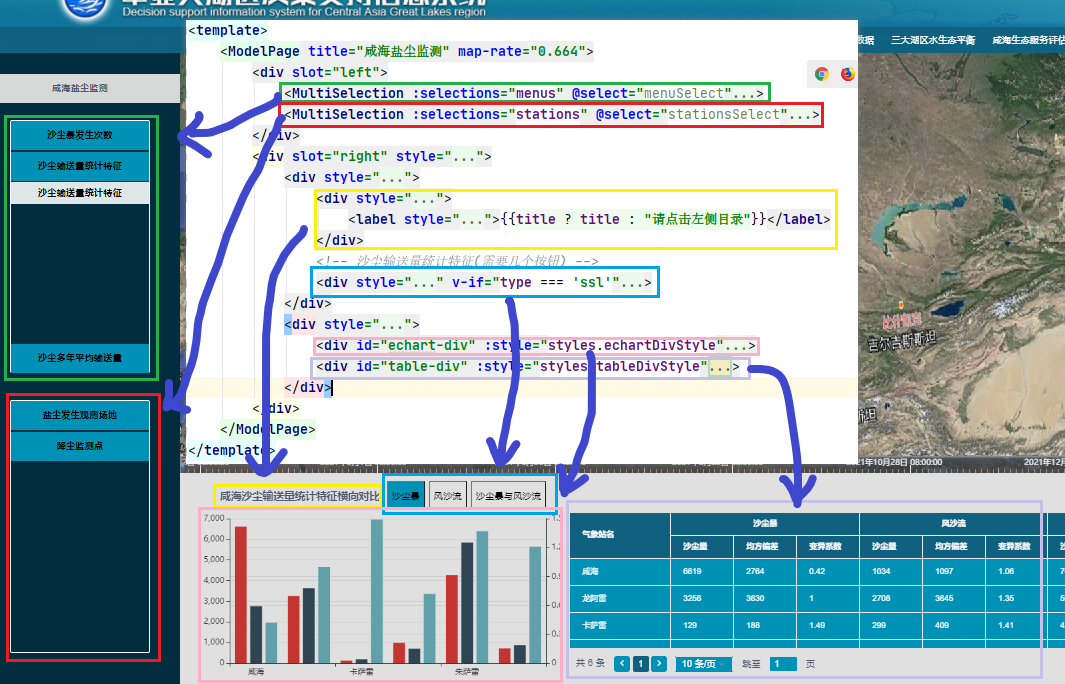 Decision support information system for Central Asia Great Lakes region
数据 三大湖区水生态平衡 咸海生态服务评估
咸海盐尘监测
沙尘暴发生次数
沙尘输送量统计特征
沙尘输送量统计特征
沙尘多年平均输送量
盐尘发生观测场地
降尘监测点
<template>
<ModelPage title="咸海盐尘监测" map-rate="0.664">
<div slot="left">
<MultiSelection :selections="menus" @select="menuSelect"...>
<MultiSelection :selections="stations" @select="stationsSelect"...>
</div>
<div slot="right" style="...">
<div style="...">
<div style="...">
<label style="...">{{title ? title : "请点击左侧目录"}}</label>
</div>
<!-- 沙尘输送量统计特征(需要几个按钮) -->
<div style="..." v-if="type === 'ssl'"...>
</div>
<div style="...">
<div id="echart-div" :style="styles.echartDivStyle"...>
<div id="table-div" :style="styles.tableDivStyle"...>
</div>
</div>
</ModelPage>
</template>
吉尔吉斯斯坦
斯坦
21年10月28日 08:00:00
2021年12月
咸海沙尘输送量统计特征横向对比
沙尘暴 风沙流 沙尘暴与风沙流
7,000
6,000
5,000
4,000
3,000
2,000
1,000
0
0
咸海 卡萨雷 朱萨雷
气象站名 沙尘暴 风沙流
沙尘量 均方偏差 变异系数 沙尘量 均方偏差 变异系数
咸海 6619 2764 0.42 1034 1097 1.06
龙阿雷 3256 3630 1 2708 3645 1.35
卡萨雷 129 188 1.49 299 409 1.41
共 6 条 < 1 > 10 条/页 跳至 1 页